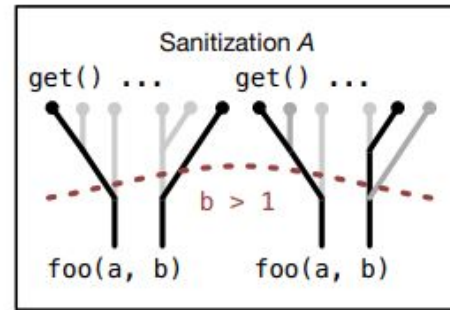 Sanitization A
get() ... get() ...
b > 1
foo(a, b) foo(a, b)